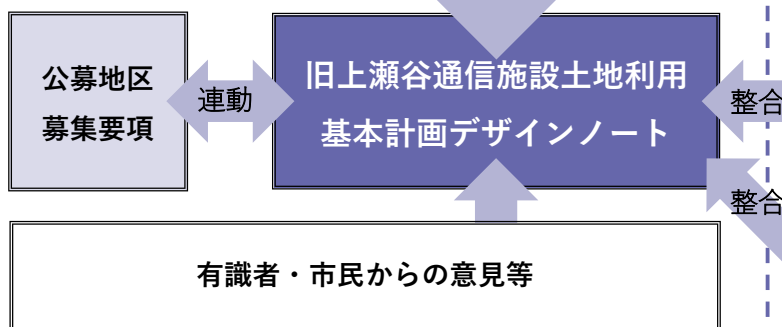 公募地区
募集要項
連動
旧上瀬谷通信施設土地利用
基本計画デザインノート
整合
整合
有識者・市民からの意見等